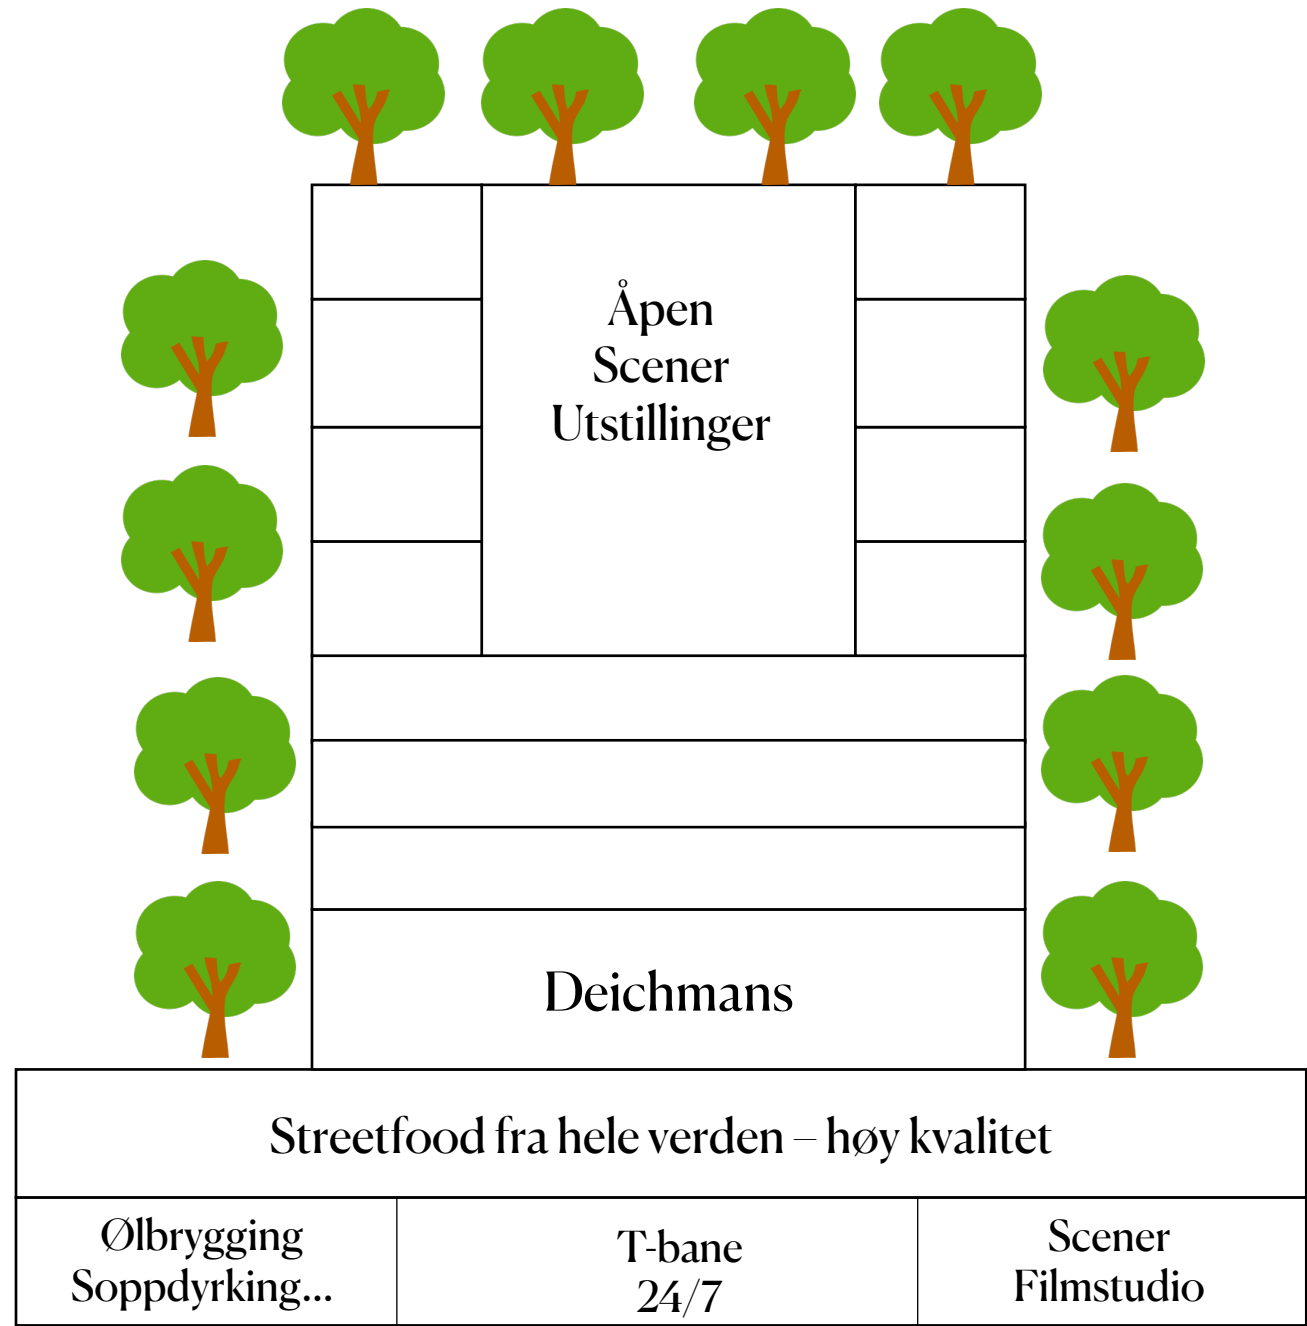 Åpen
Scener
Utstillinger
Deichmans
Streetfood fra hele verden – høy kvalitet
Ølbrygging
Soppdyrking...
T-bane
24/7
Scener
Filmstudio